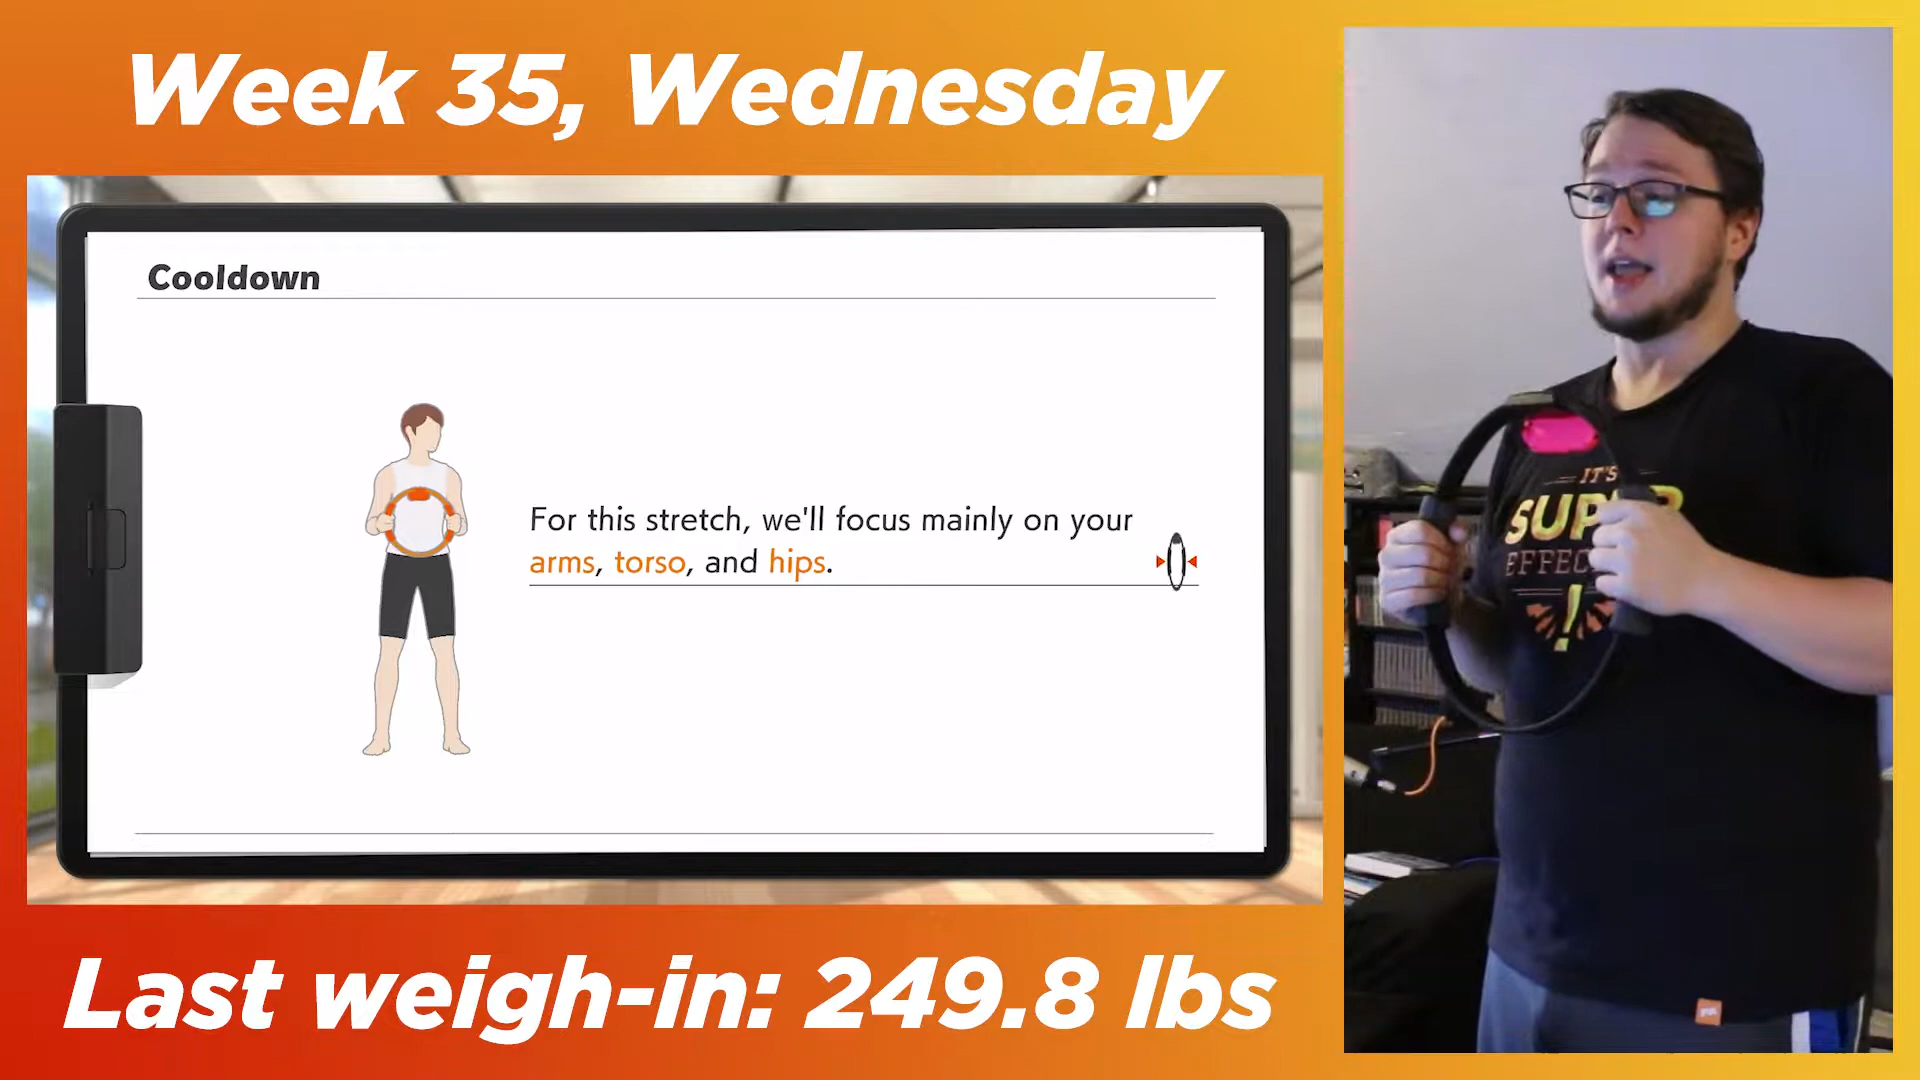 Week 35, Wednesday
Cooldown
For this stretch, we'll focus mainly on your
arms, torso, and hips.
Last weigh-in: 249.8 lbs
IT'S
SUP
EFFEC
!